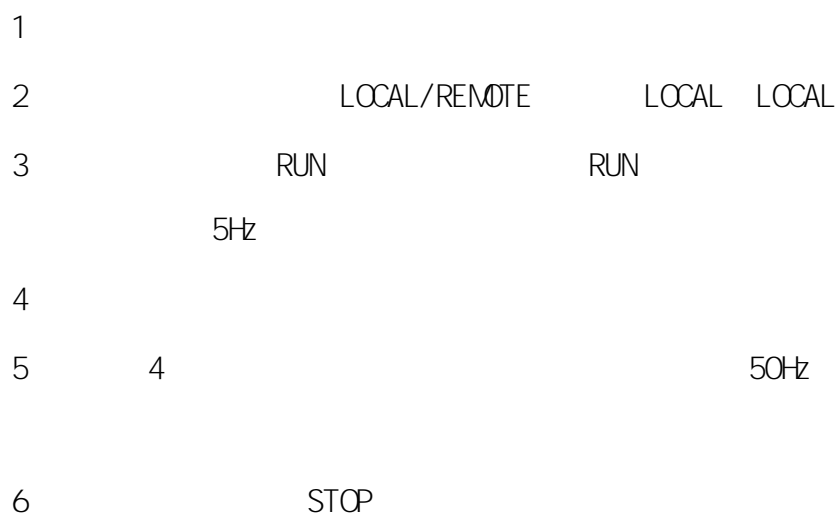 1
2 LOCAL/REMOTE LOCAL LOCAL
3 RUN RUN
5Hz
4
5 4 50Hz
6 STOP